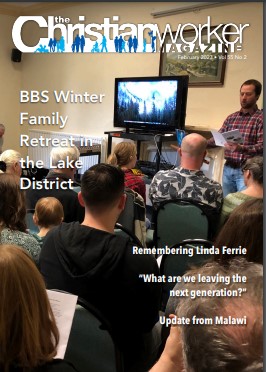 the
Christianworker
MAGAZINE
February 2023 • Vol 55 No.2
BBS Winter
Family
Retreat in
the Lake
District
Remembering Linda Ferrie
"What are we leaving the
next generation?"
Update from Malawi